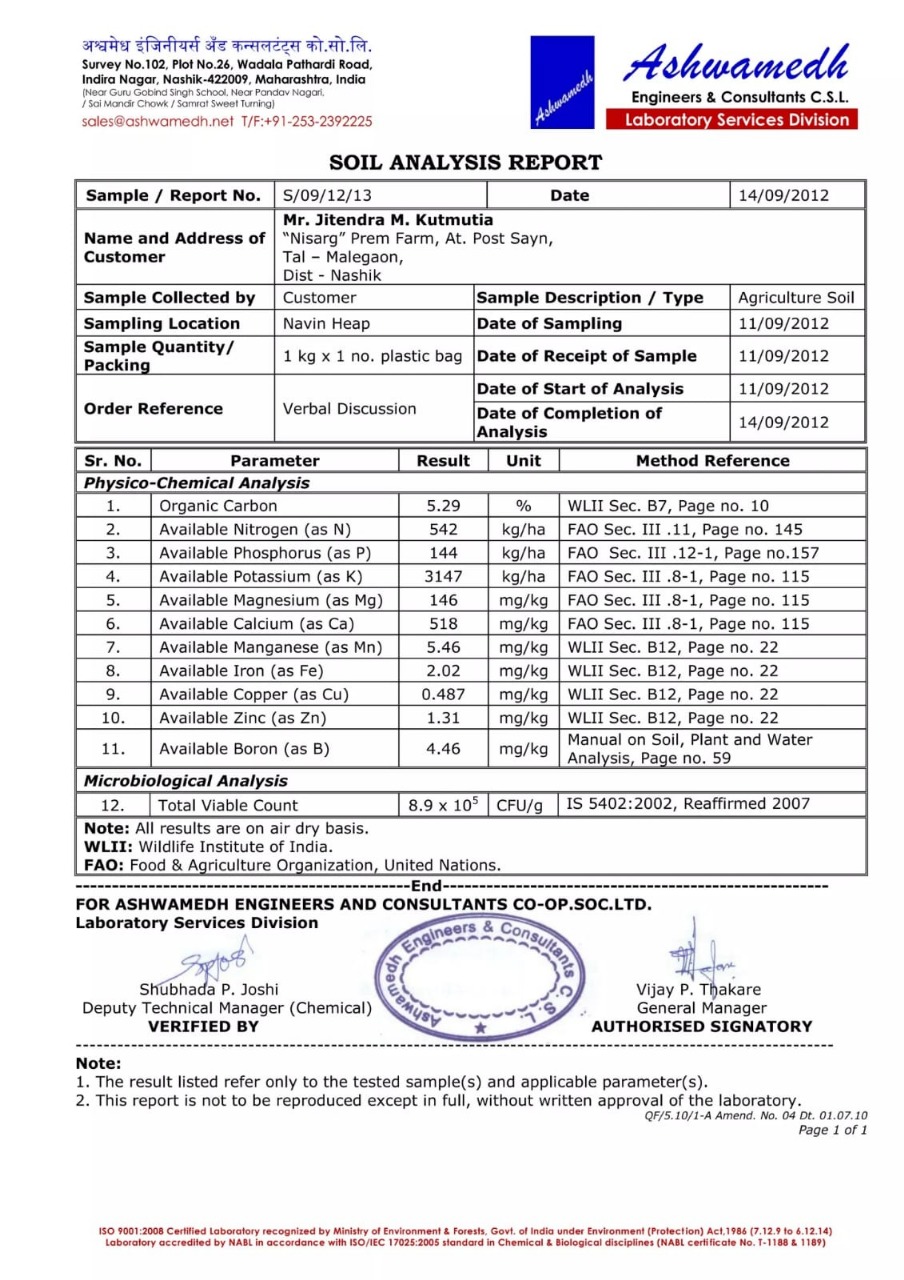 अश्वमेध इंजिनीयर्स अँड कन्सलटंट्स को.सो.लि.
Survey No.102, Plot No.26, Wadala Pathardi Road,
Indira Nagar, Nashik-422009, Maharashtra, India
(Near Guru Gobind Singh School, Near Pandav Nagari,
/ Sai Mandir Chowk / Samrat Sweet Turning)
sales@ashwamedh.net T/F:+91-253-2392225
Ashwamedh
Ashwamedh
Engineers & Consultants C.S.L.
Laboratory Services Division
SOIL ANALYSIS REPORT
Sample / Report No. S/09/12/13 Date 14/09/2012
Name and Address of Customer Mr. Jitendra M. Kutmutia
"Nisarg" Prem Farm, At. Post Sayn,
Tal – Malegaon,
Dist - Nashik
Sample Collected by Customer Sample Description / Type Agriculture Soil
Sampling Location Navin Heap Date of Sampling 11/09/2012
Sample Quantity/ Packing 1 kg x 1 no. plastic bag Date of Receipt of Sample 11/09/2012
Order Reference Verbal Discussion Date of Start of Analysis 11/09/2012
Date of Completion of Analysis 14/09/2012
Sr. No. Parameter Result Unit Method Reference
Physico-Chemical Analysis
1. Organic Carbon 5.29 % WLII Sec. B7, Page no. 10
2. Available Nitrogen (as N) 542 kg/ha FAO Sec. III .11, Page no. 145
3. Available Phosphorus (as P) 144 kg/ha FAO Sec. III .12-1, Page no.157
4. Available Potassium (as K) 3147 kg/ha FAO Sec. III .8-1, Page no. 115
5. Available Magnesium (as Mg) 146 mg/kg FAO Sec. III .8-1, Page no. 115
6. Available Calcium (as Ca) 518 mg/kg FAO Sec. III .8-1, Page no. 115
7. Available Manganese (as Mn) 5.46 mg/kg WLII Sec. B12, Page no. 22
8. Available Iron (as Fe) 2.02 mg/kg WLII Sec. B12, Page no. 22
9. Available Copper (as Cu) 0.487 mg/kg WLII Sec. B12, Page no. 22
10. Available Zinc (as Zn) 1.31 mg/kg WLII Sec. B12, Page no. 22
11. Available Boron (as B) 4.46 mg/kg Manual on Soil, Plant and Water Analysis, Page no. 59
Microbiological Analysis
12. Total Viable Count 8.9 x 10⁵ CFU/g IS 5402:2002, Reaffirmed 2007
Note: All results are on air dry basis.
WLII: Wildlife Institute of India.
FAO: Food & Agriculture Organization, United Nations.
----------------------------------------------End-----------------------------------------------------
FOR ASHWAMEDH ENGINEERS AND CONSULTANTS CO-OP.SOC.LTD.
Laboratory Services Division
Ashwamedh Engineers & Consultants C. S. L.
Shubhada P. Joshi
Deputy Technical Manager (Chemical)
VERIFIED BY
Vijay P. Thakare
General Manager
AUTHORISED SIGNATORY
Note:
1. The result listed refer only to the tested sample(s) and applicable parameter(s).
2. This report is not to be reproduced except in full, without written approval of the laboratory.
QF/5.10/1-A Amend. No. 04 Dt. 01.07.10
Page 1 of 1
ISO 9001:2008 Certified Laboratory recognized by Ministry of Environment & Forests, Govt. of India under Environment (Protection) Act,1986 (7.12.9 to 6.12.14)
Laboratory accredited by NABL in accordance with ISO/IEC 17025:2005 standard in Chemical & Biological disciplines (NABL certificate No. T-1188 & 1189)